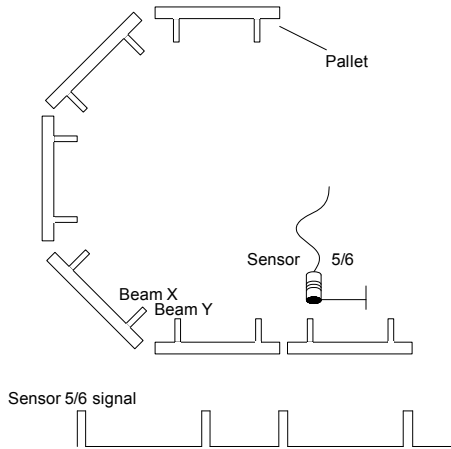 Pallet
Sensor 5/6
Beam X
Beam Y
Sensor 5/6 signal